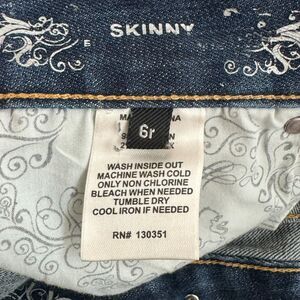 SKINNY
6r
WASH INSIDE OUT
MACHINE WASH COLD
ONLY NON CHLORINE
BLEACH WHEN NEEDED
TUMBLE DRY
COOL IRON IF NEEDED
RN# 130351